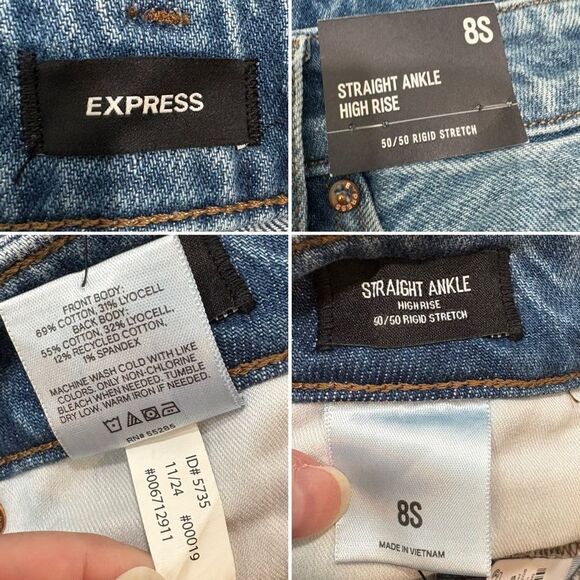 EXPRESS
8S
STRAIGHT ANKLE
HIGH RISE
50/50 RIGID STRETCH
FRONT BODY:
69% COTTON, 31% LYOCELL
BACK BODY:
55% COTTON, 32% LYOCELL
12% RECYCLED COTTON,
1% SPANDEX
MACHINE WASH COLD WITH LIKE
COLORS, ONLY NON-CHLORINE
BLEACH WHEN NEEDED. TUMBLE
DRY LOW. WARM IRON IF NEEDED.
RN# 55285
ID# 5735
11/24 #00019
#006712911
STRAIGHT ANKLE
HIGH RISE
50/50 RIGID STRETCH
8S
MADE IN VIETNAM